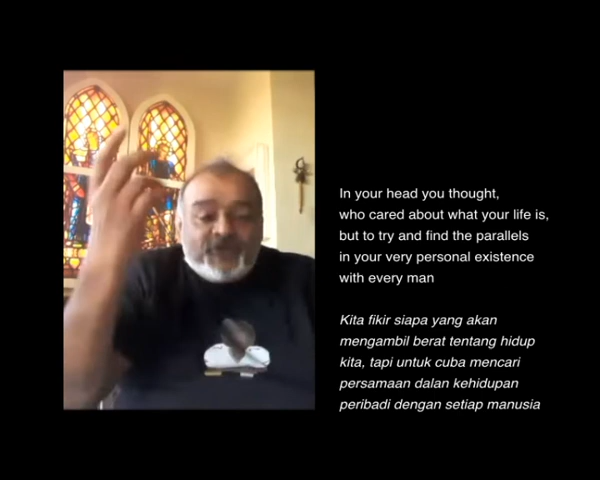 In your head you thought,
who cared about what your life is,
but to try and find the parallels
in your very personal existence
with every man
Kita fikir siapa yang akan
mengambil berat tentang hidup
kita, tapi untuk cuba mencari
persamaan dalan kehidupan
peribadi dengan setiap manusia